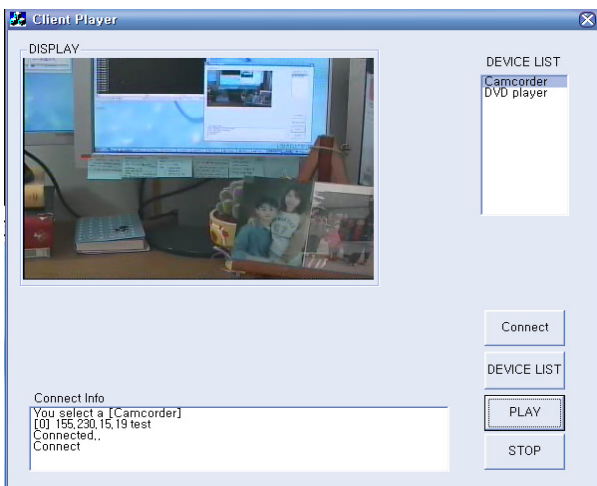 Client Player
DISPLAY
DEVICE LIST
Camcorder
DVD player
Connect
DEVICE LIST
PLAY
STOP
Connect Info
You select a [Camcorder]
[0] 155,230,15,19 test
Connected,,
Connect